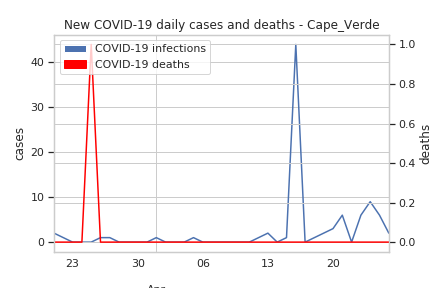 New COVID-19 daily cases and deaths - Cape_Verde
COVID-19 infections
COVID-19 deaths
cases
deaths
40
30
20
10
0
1.0
0.8
0.6
0.4
0.2
0.0
23
30
06
13
20
Apr